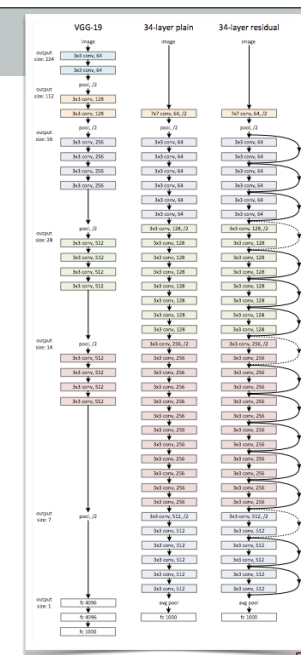 VGG-19
image
output
size: 224
3x3 conv, 64
3x3 conv, 64
output
size: 112
pool, /2
3x3 conv, 128
3x3 conv, 128
output
size: 56
pool, /2
3x3 conv, 256
3x3 conv, 256
3x3 conv, 256
3x3 conv, 256
output
size: 28
pool, /2
3x3 conv, 512
3x3 conv, 512
3x3 conv, 512
3x3 conv, 512
output
size: 14
pool, /2
3x3 conv, 512
3x3 conv, 512
3x3 conv, 512
3x3 conv, 512
output
size: 7
pool, /2
output
size: 1
fc 4096
fc 4096
fc 1000
34-layer plain
image
7x7 conv, 64, /2
pool, /2
3x3 conv, 64
3x3 conv, 64
3x3 conv, 64
3x3 conv, 64
3x3 conv, 64
3x3 conv, 64
3x3 conv, 128, /2
3x3 conv, 128
3x3 conv, 128
3x3 conv, 128
3x3 conv, 128
3x3 conv, 128
3x3 conv, 128
3x3 conv, 128
3x3 conv, 256, /2
3x3 conv, 256
3x3 conv, 256
3x3 conv, 256
3x3 conv, 256
3x3 conv, 256
3x3 conv, 256
3x3 conv, 256
3x3 conv, 256
3x3 conv, 256
3x3 conv, 256
3x3 conv, 256
3x3 conv, 512, /2
3x3 conv, 512
3x3 conv, 512
3x3 conv, 512
3x3 conv, 512
3x3 conv, 512
avg pool
fc 1000
34-layer residual
image
7x7 conv, 64, /2
pool, /2
3x3 conv, 64
3x3 conv, 64
3x3 conv, 64
3x3 conv, 64
3x3 conv, 64
3x3 conv, 64
3x3 conv, 128, /2
3x3 conv, 128
3x3 conv, 128
3x3 conv, 128
3x3 conv, 128
3x3 conv, 128
3x3 conv, 128
3x3 conv, 128
3x3 conv, 256, /2
3x3 conv, 256
3x3 conv, 256
3x3 conv, 256
3x3 conv, 256
3x3 conv, 256
3x3 conv, 256
3x3 conv, 256
3x3 conv, 256
3x3 conv, 256
3x3 conv, 256
3x3 conv, 256
3x3 conv, 512, /2
3x3 conv, 512
3x3 conv, 512
3x3 conv, 512
3x3 conv, 512
3x3 conv, 512
avg pool
fc 1000